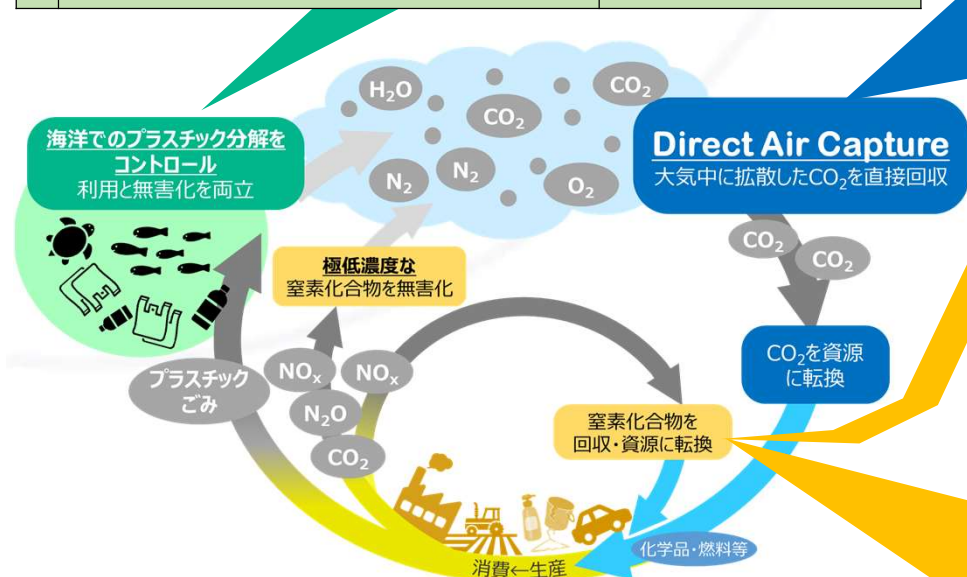 H₂O
CO₂
CO₂
N₂
N₂
O₂
海洋でのプラスチック分解を
コントロール
利用と無害化を両立
Direct Air Capture
大気中に拡散したCO₂を直接回収
CO₂
CO₂
極低濃度な
窒素化合物を無害化
プラスチック
ごみ
NOₓ
NOₓ
N₂O
CO₂
CO₂を資源
に転換
窒素化合物を
回収・資源に転換
化学品・燃料等
消費←生産